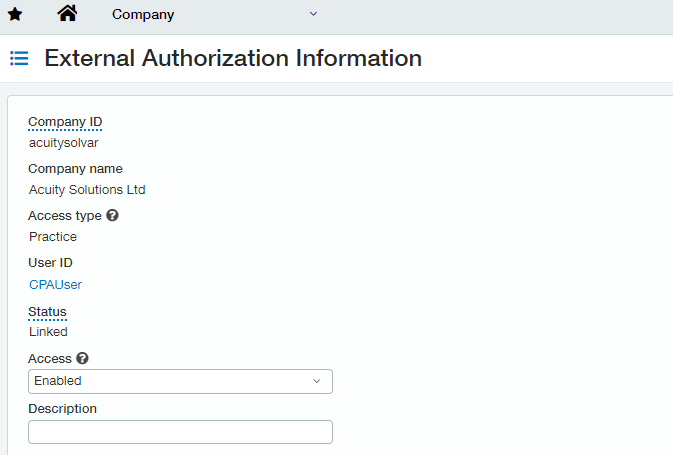 Company
External Authorization Information
Company ID
acuitysolvar
Company name
Acuity Solutions Ltd
Access type
Practice
User ID
CPAUser
Status
Linked
Access
Enabled
Description